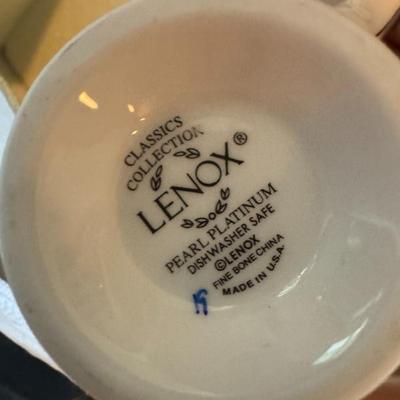 CLASSICS
COLLECTION
LENOX®
PEARL PLATINUM
DISHWASHER SAFE
©LENOX
FINE BONE CHINA
MADE IN U.S.A.